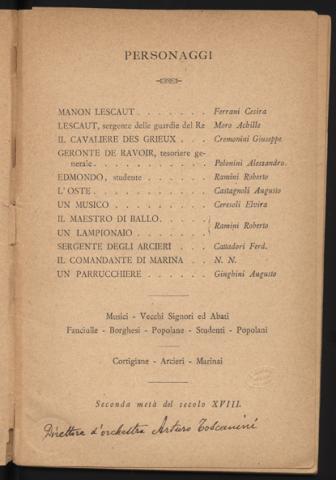 PERSONAGGI
MANON LESCAUT . . . . . . . Ferrani Cesira
LESCAUT, sergente delle guardie del Re Moro Achille
IL CAVALIERE DES GRIEUX . . . Cremonini Giuseppe.
GERONTE DE RAVOIR, tesoriere ge-
nerale . . . . . . . . . . Polonini Alessandro.
EDMONDO, studente . . . . . . Ramini Roberto
L'OSTE . . . . . . . . . . Castagnoli Augusto
UN MUSICO . . . . . . . . Ceresoli Elvira
IL MAESTRO DI BALLO. . . . .
UN LAMPIONAIO . . . . . . . Ramini Roberto
SERGENTE DEGLI ARCIERI . . . Cattadori Ferd.
IL COMANDANTE DI MARINA . . N. N.
UN PARRUCCHIERE . . . . . . Ginghini Augusto
Musici - Vecchi Signori ed Abati
Fanciulle - Borghesi - Popolane - Studenti - Popolani
Cortigiane - Arcieri - Marinai
Seconda metà del secolo XVIII.
Direttore d'orchestra Arturo Toscanini